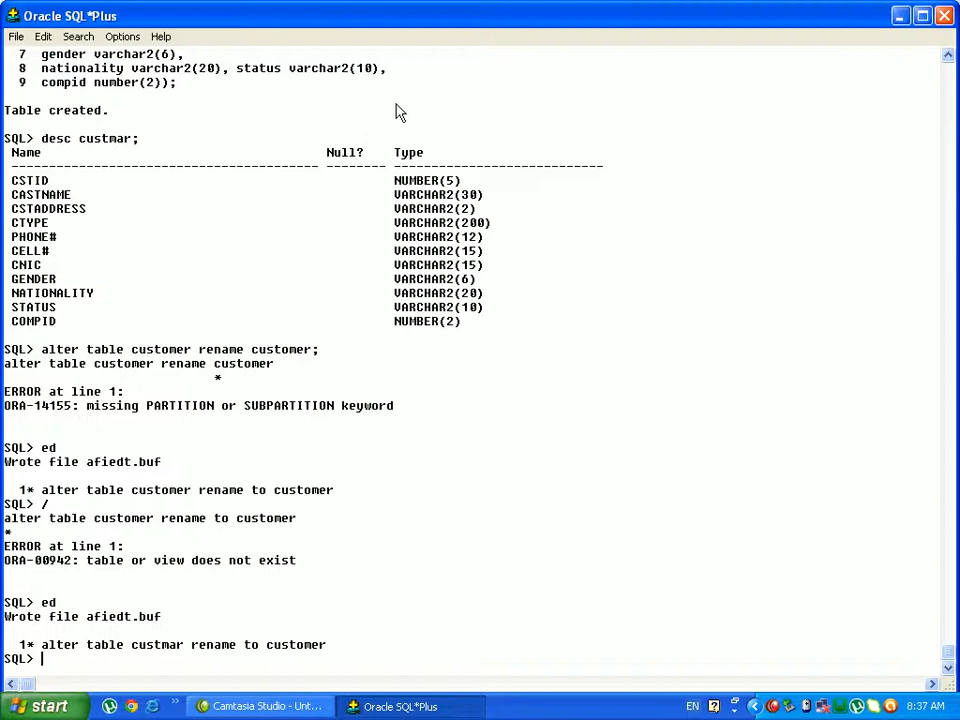 Oracle SQL*Plus
File Edit Search Options Help
7 gender varchar2(6),
8 nationality varchar2(20), status varchar2(10),
9 compid number(2));
Table created.
SQL> desc custmar;
Name Null? Type
----------------------------------------- -------- ----------------------------
CSTID NUMBER(5)
CASTNAME VARCHAR2(30)
CSTADDRESS VARCHAR2(2)
CTYPE VARCHAR2(200)
PHONE# VARCHAR2(12)
CELL# VARCHAR2(15)
CNIC VARCHAR2(15)
GENDER VARCHAR2(6)
NATIONALITY VARCHAR2(20)
STATUS VARCHAR2(10)
COMPID NUMBER(2)
SQL> alter table customer rename customer;
alter table customer rename customer
*
ERROR at line 1:
ORA-14155: missing PARTITION or SUBPARTITION keyword
SQL> ed
Wrote file afiedt.buf
1* alter table customer rename to customer
SQL> /
alter table customer rename to customer
*
ERROR at line 1:
ORA-00942: table or view does not exist
SQL> ed
Wrote file afiedt.buf
1* alter table custmar rename to customer
SQL>
start » Camtasia Studio - Unt... Oracle SQL*Plus EN 8:37 AM